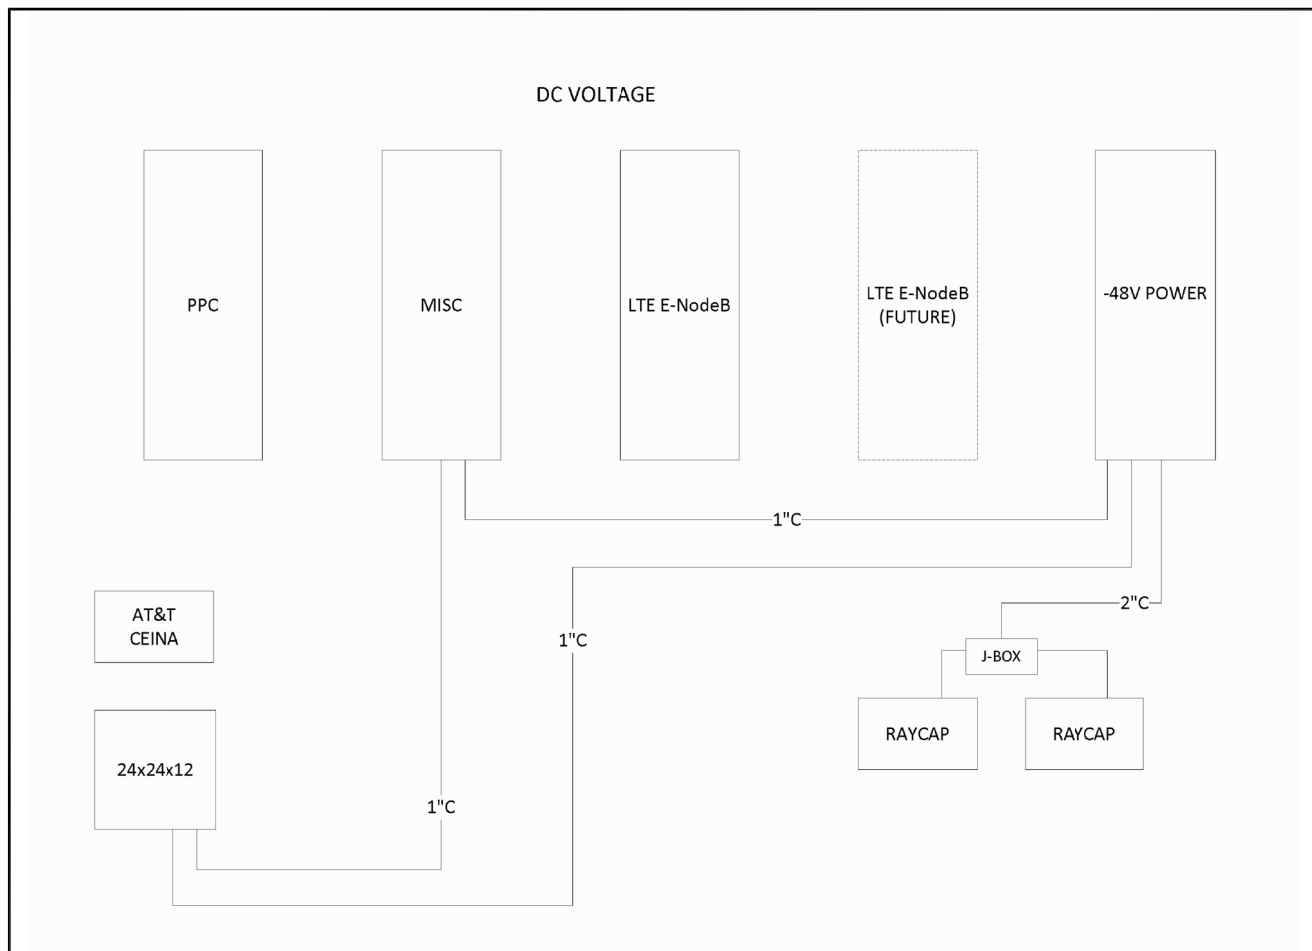 DC VOLTAGE
PPC
MISC
LTE E-NodeB
LTE E-NodeB
(FUTURE)
-48V POWER
1"C
2"C
AT&T
CEINA
1"C
J-BOX
RAYCAP
RAYCAP
24x24x12
1"C